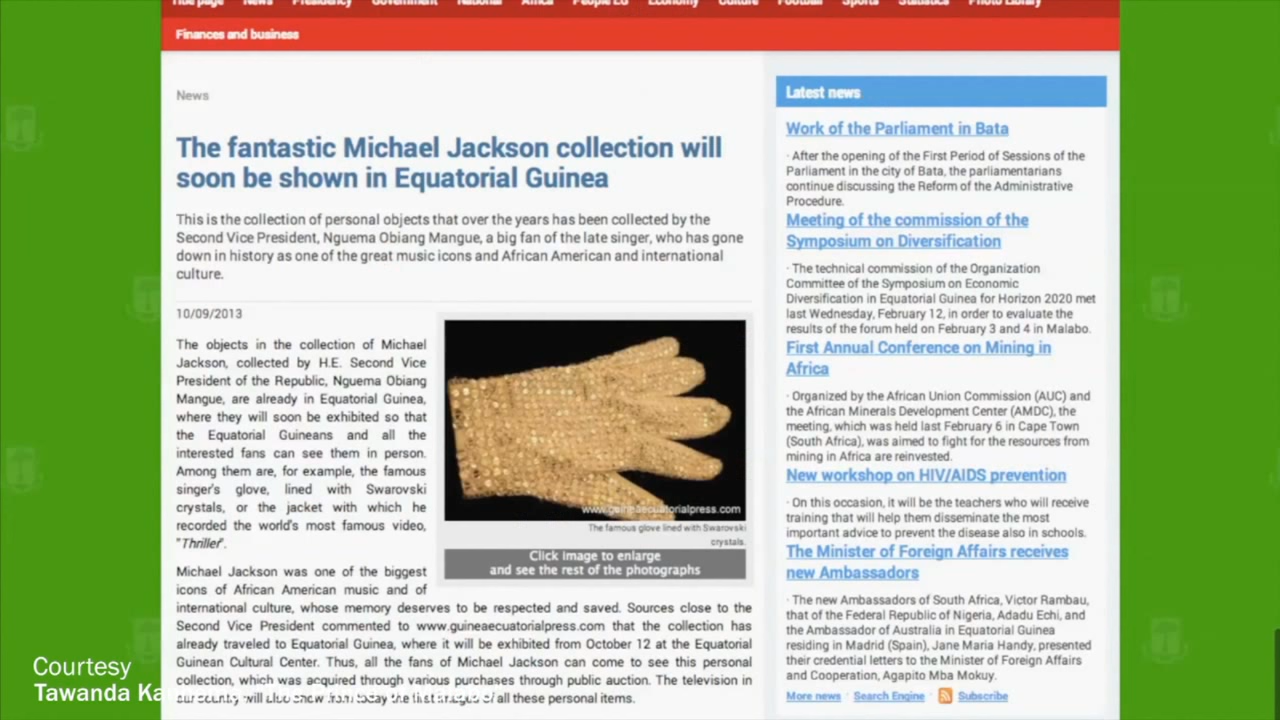 Title page News Presidency Government National Africa People EG Economy Culture Football Sports Statistics Photo Library
Finances and business
News
The fantastic Michael Jackson collection will
soon be shown in Equatorial Guinea
This is the collection of personal objects that over the years has been collected by the
Second Vice President, Nguema Obiang Mangue, a big fan of the late singer, who has gone
down in history as one of the great music icons and African American and international
culture.
10/09/2013
The objects in the collection of Michael
Jackson, collected by H.E. Second Vice
President of the Republic, Nguema Obiang
Mangue, are already in Equatorial Guinea,
where they will soon be exhibited so that
the Equatorial Guineans and all the
interested fans can see them in person.
Among them are, for example, the famous
singer's glove, lined with Swarovski
crystals, or the jacket with which he
recorded the world's most famous video,
"Thriller".
www.guineaecuatorialpress.com
The famous glove lined with Swarovski
crystals.
Click image to enlarge
and see the rest of the photographs
Michael Jackson was one of the biggest
icons of African American music and of
international culture, whose memory deserves to be respected and saved. Sources close to the
Second Vice President commented to www.guineaecuatorialpress.com that the collection has
already traveled to Equatorial Guinea, where it will be exhibited from October 12 at the Equatorial
Guinean Cultural Center. Thus, all the fans of Michael Jackson can come to see this personal
collection, which was acquired through various purchases through public auction. The television in
our country will also show from today the first images of all these personal items.
Latest news
Work of the Parliament in Bata
· After the opening of the First Period of Sessions of the
Parliament in the city of Bata, the parliamentarians
continue discussing the Reform of the Administrative
Procedure.
Meeting of the commission of the
Symposium on Diversification
· The technical commission of the Organization
Committee of the Symposium on Economic
Diversification in Equatorial Guinea for Horizon 2020 met
last Wednesday, February 12, in order to evaluate the
results of the forum held on February 3 and 4 in Malabo.
First Annual Conference on Mining in
Africa
· Organized by the African Union Commission (AUC) and
the African Minerals Development Center (AMDC), the
meeting, which was held last February 6 in Cape Town
(South Africa), was aimed to fight for the resources from
mining in Africa are reinvested.
New workshop on HIV/AIDS prevention
· On this occasion, it will be the teachers who will receive
training that will help them disseminate the most
important advice to prevent the disease also in schools.
The Minister of Foreign Affairs receives
new Ambassadors
· The new Ambassadors of South Africa, Victor Rambau,
that of the Federal Republic of Nigeria, Adadu Echi, and
the Ambassador of Australia in Equatorial Guinea
residing in Madrid (Spain), Jane Maria Handy, presented
their credential letters to the Minister of Foreign Affairs
and Cooperation, Agapito Mba Mokuy.
More news · Search Engine · Subscribe
Courtesy
Tawanda